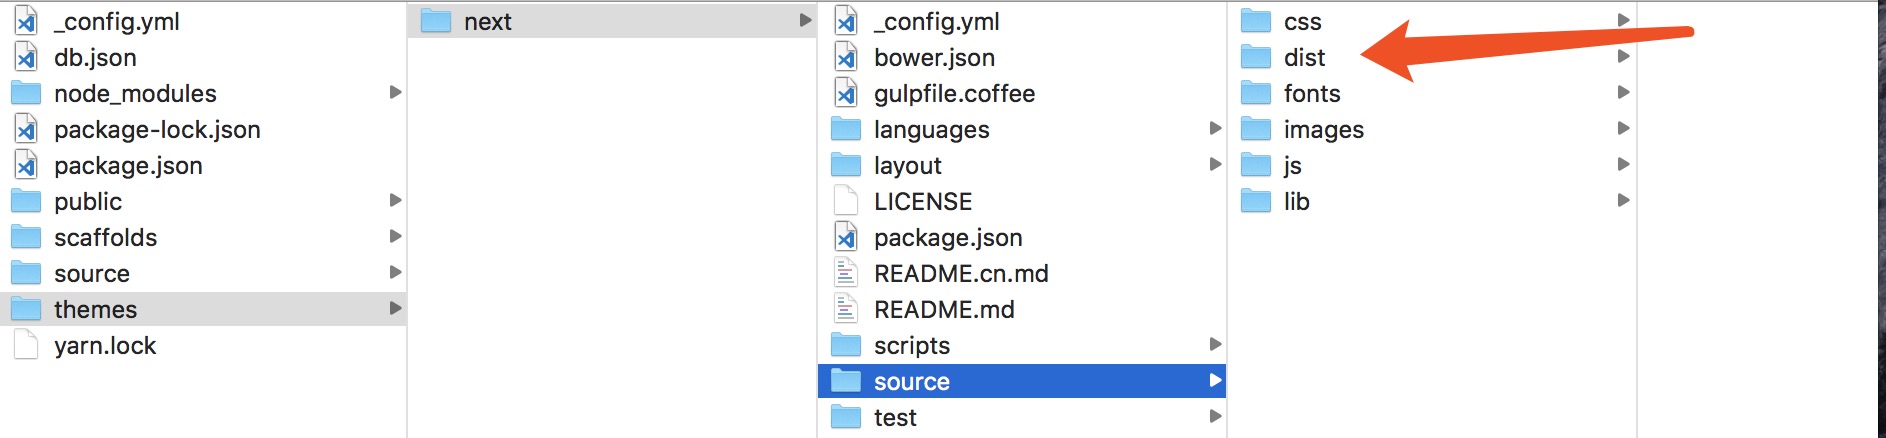 _config.yml
db.json
node_modules
package-lock.json
package.json
public
scaffolds
source
themes
yarn.lock
next
_config.yml
bower.json
gulpfile.coffee
languages
layout
LICENSE
package.json
README.cn.md
README.md
scripts
source
test
css
dist
fonts
images
js
lib